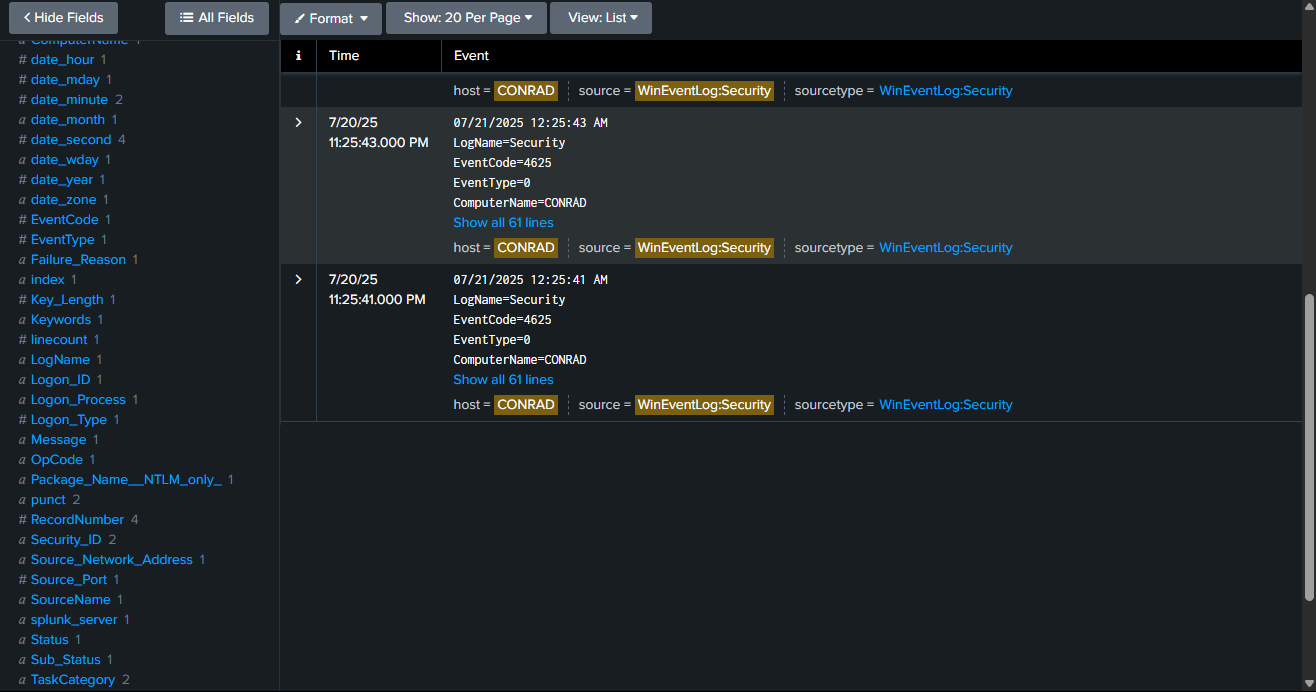 Hide Fields
All Fields
Format
Show: 20 Per Page
View: List
a ComputerName 1
# date_hour 1
# date_mday 1
# date_minute 2
a date_month 1
# date_second 4
a date_wday 1
# date_year 1
a date_zone 1
# EventCode 1
# EventType 1
a Failure_Reason 1
a index 1
# Key_Length 1
a Keywords 1
# linecount 1
a LogName 1
a Logon_ID 1
a Logon_Process 1
# Logon_Type 1
a Message 1
a OpCode 1
a Package_Name__NTLM_only_ 1
a punct 2
# RecordNumber 4
a Security_ID 2
a Source_Network_Address 1
# Source_Port 1
a SourceName 1
a splunk_server 1
a Status 1
a Sub_Status 1
a TaskCategory 2
i Time Event
host = CONRAD source = WinEventLog:Security sourcetype = WinEventLog:Security
7/20/25
11:25:43.000 PM
07/21/2025 12:25:43 AM
LogName=Security
EventCode=4625
EventType=0
ComputerName=CONRAD
Show all 61 lines
host = CONRAD source = WinEventLog:Security sourcetype = WinEventLog:Security
7/20/25
11:25:41.000 PM
07/21/2025 12:25:41 AM
LogName=Security
EventCode=4625
EventType=0
ComputerName=CONRAD
Show all 61 lines
host = CONRAD source = WinEventLog:Security sourcetype = WinEventLog:Security